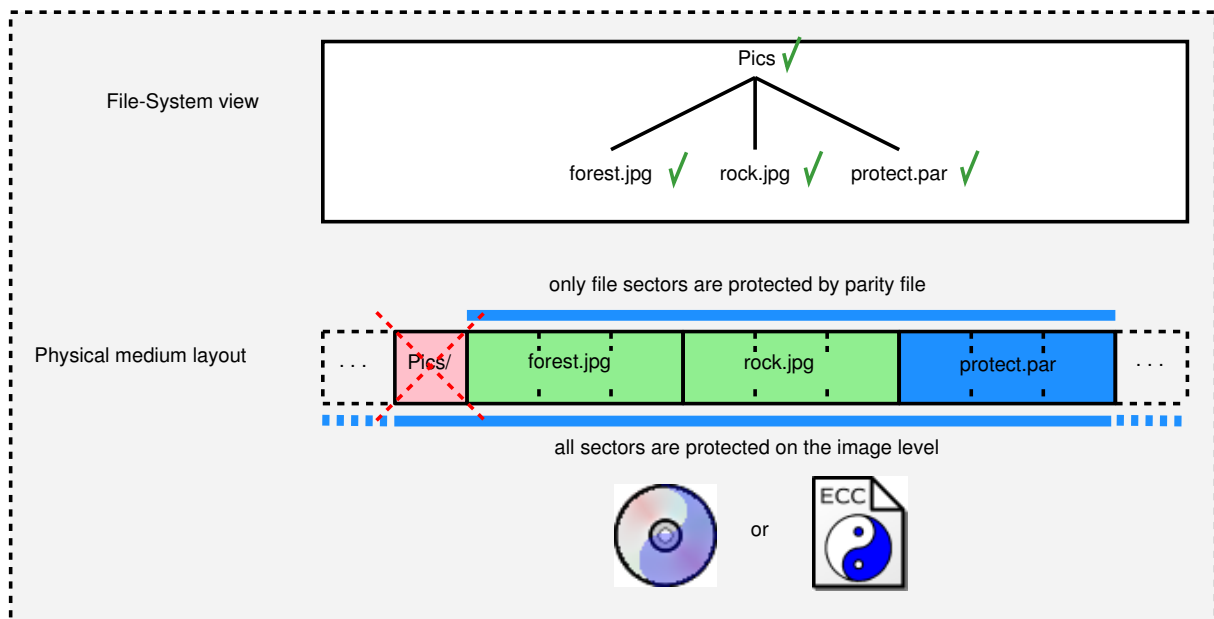 Pics
File-System view
forest.jpg rock.jpg protect.par
only file sectors are protected by parity file
Physical medium layout
. . . Pics/ forest.jpg rock.jpg protect.par . . .
all sectors are protected on the image level
ECC
or